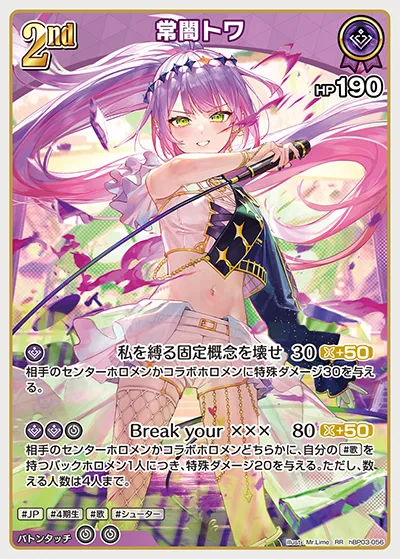 2nd
常闇トワ
HP190
私を縛る固定概念を壊せ 30 +50
相手のセンターホロメンかコラボホロメンに特殊ダメージ30を与え
る。
Break your ××× 80 +50
相手のセンターホロメンかコラボホロメンどちらかに、自分の #歌 を
持つバックホロメン1人につき、特殊ダメージ20を与える。ただし、数
える人数は4人まで。
#JP #4期生 #歌 #シューター
バトンタッチ
illust: Mr.Lime RR hBP03-056